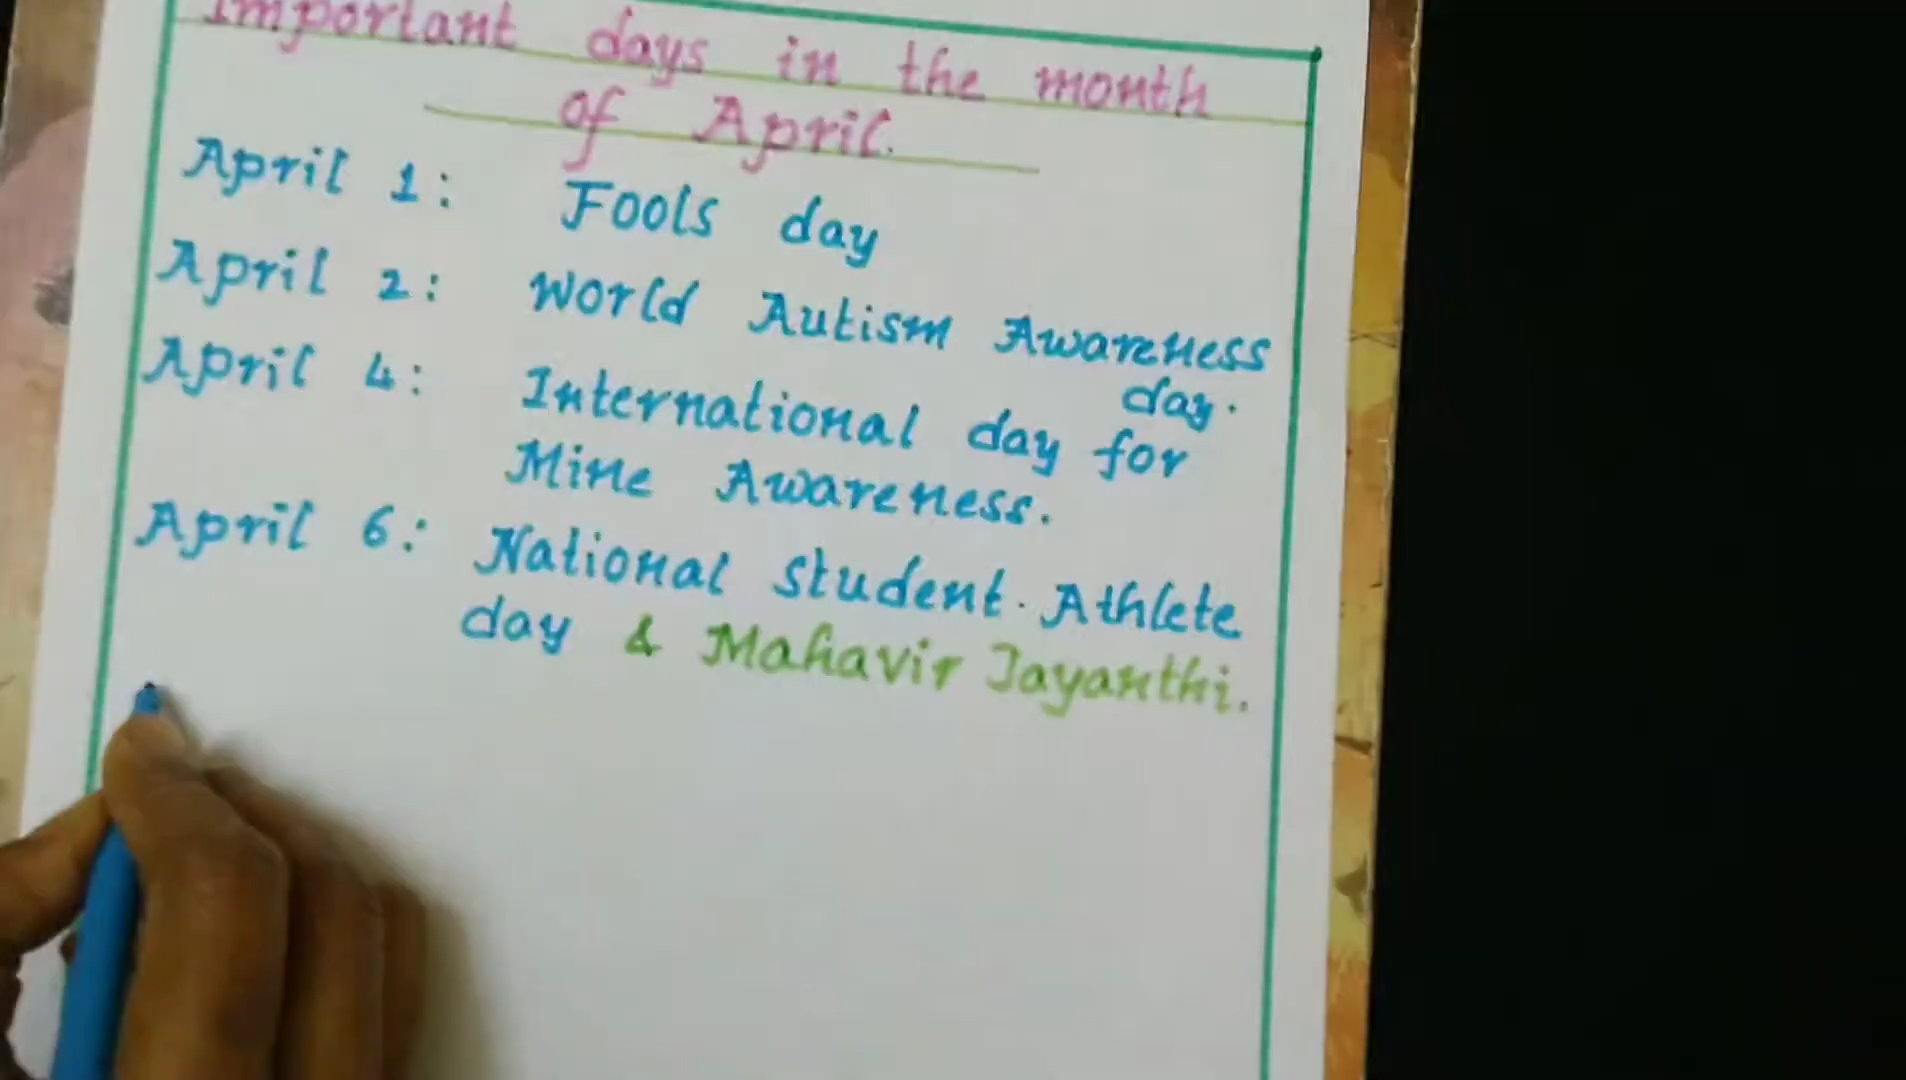 Important days in the month
of April.
April 1: Fools day
April 2: World Autism Awareness
day.
April 4: International day for
Mine Awareness.
April 6: National Student. Athlete
day & Mahavir Jayanthi.